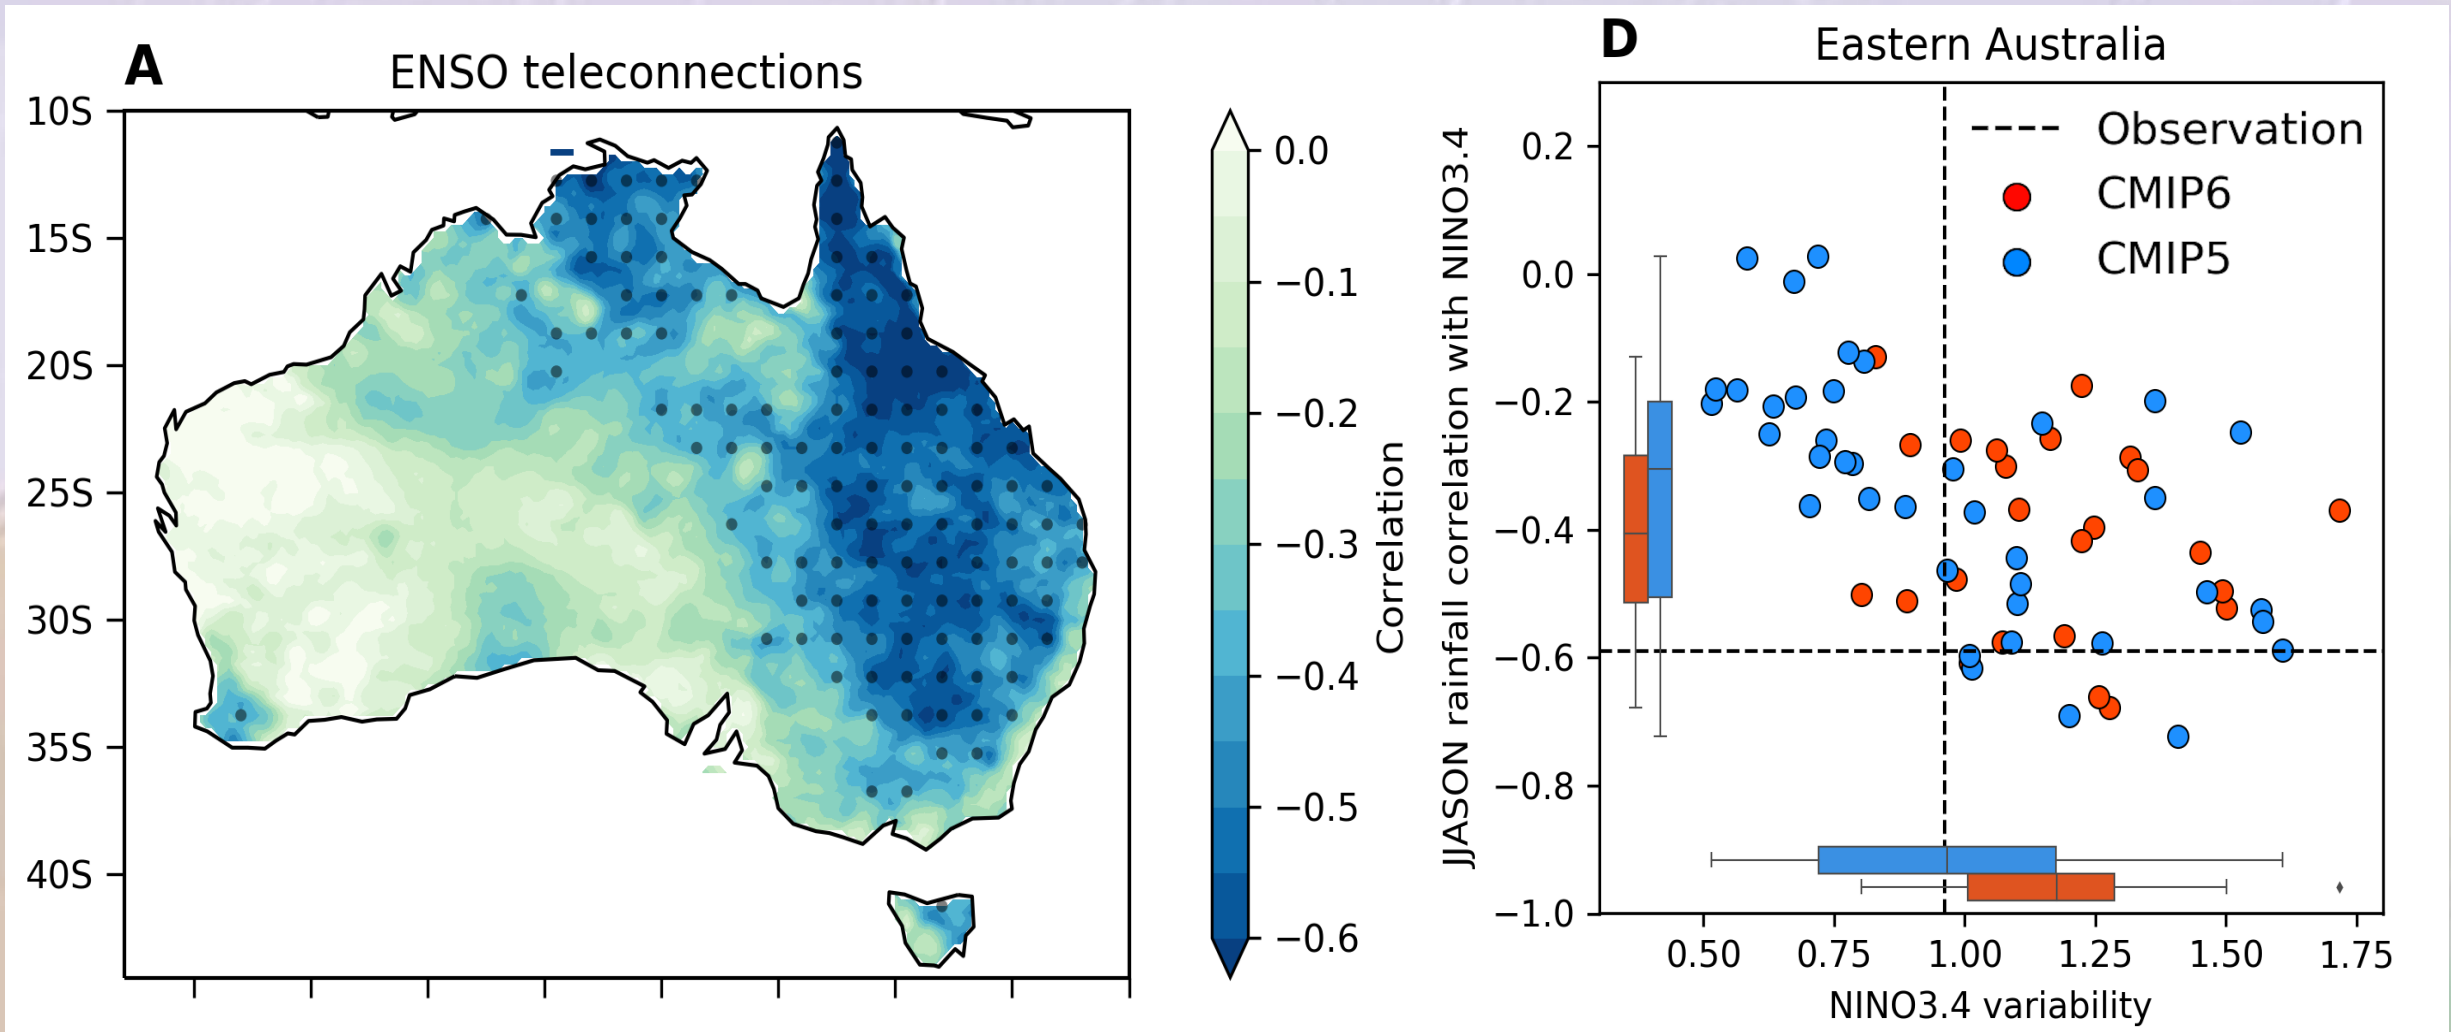 A
ENSO teleconnections
10S
15S
20S
25S
30S
35S
40S
0.0
−0.1
−0.2
−0.3
−0.4
−0.5
−0.6
Correlation
D
Eastern Australia
JJASON rainfall correlation with NINO3.4
0.2
0.0
−0.2
−0.4
−0.6
−0.8
−1.0
Observation
CMIP6
CMIP5
0.50 0.75 1.00 1.25 1.50 1.75
NINO3.4 variability